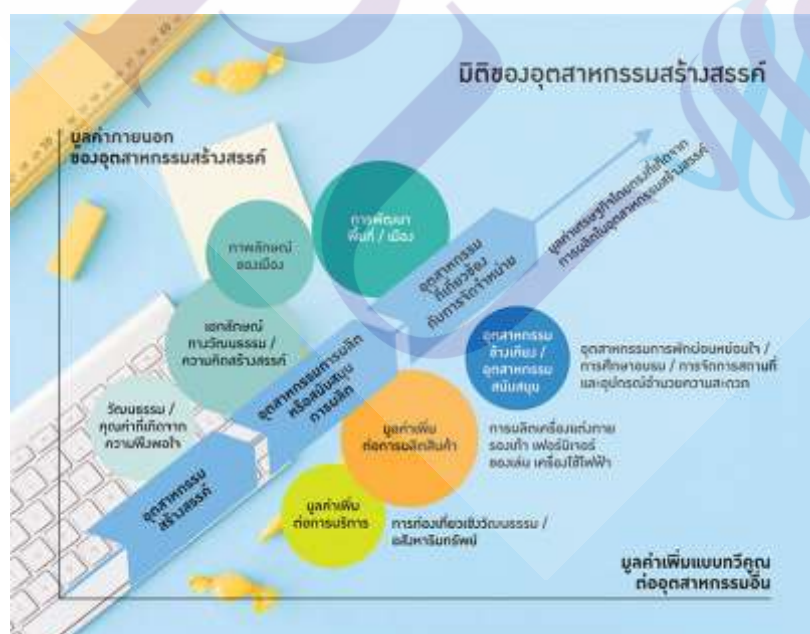 มิติของอุตสาหกรรมสร้างสรรค์
มูลค่าภายนอก
ของอุตสาหกรรมสร้างสรรค์
การพัฒนา
พื้นที่ / เมือง
ภาพลักษณ์
ของเมือง
เอกลักษณ์
ทางวัฒนธรรม /
ความคิดสร้างสรรค์
วัฒนธรรม /
คุณค่าที่เกิดจาก
ความพึงพอใจ
อุตสาหกรรม
สร้างสรรค์
อุตสาหกรรมการผลิต
หรือสนับสนุน
การผลิต
อุตสาหกรรม
ที่เกี่ยวข้อง
กับการจัดจำหน่าย
มูลค่าเศรษฐกิจโดยตรงที่เกิดจาก
การผลิตในอุตสาหกรรมสร้างสรรค์
อุตสาหกรรม
ข้างเคียง /
อุตสาหกรรม
สนับสนุน
อุตสาหกรรมการพักผ่อนหย่อนใจ /
การศึกษาอบรม / การจัดการสถานที่
และอุปกรณ์อำนวยความสะดวก
มูลค่าเพิ่ม
ต่อการผลิตสินค้า
การผลิตเครื่องแต่งกาย
รองเท้า เฟอร์นิเจอร์
ของเล่น เครื่องใช้ไฟฟ้า
มูลค่าเพิ่ม
ต่อการบริการ
การท่องเที่ยวเชิงวัฒนธรรม /
อสังหาริมทรัพย์
มูลค่าเพิ่มแบบทวีคูณ
ต่ออุตสาหกรรมอื่น